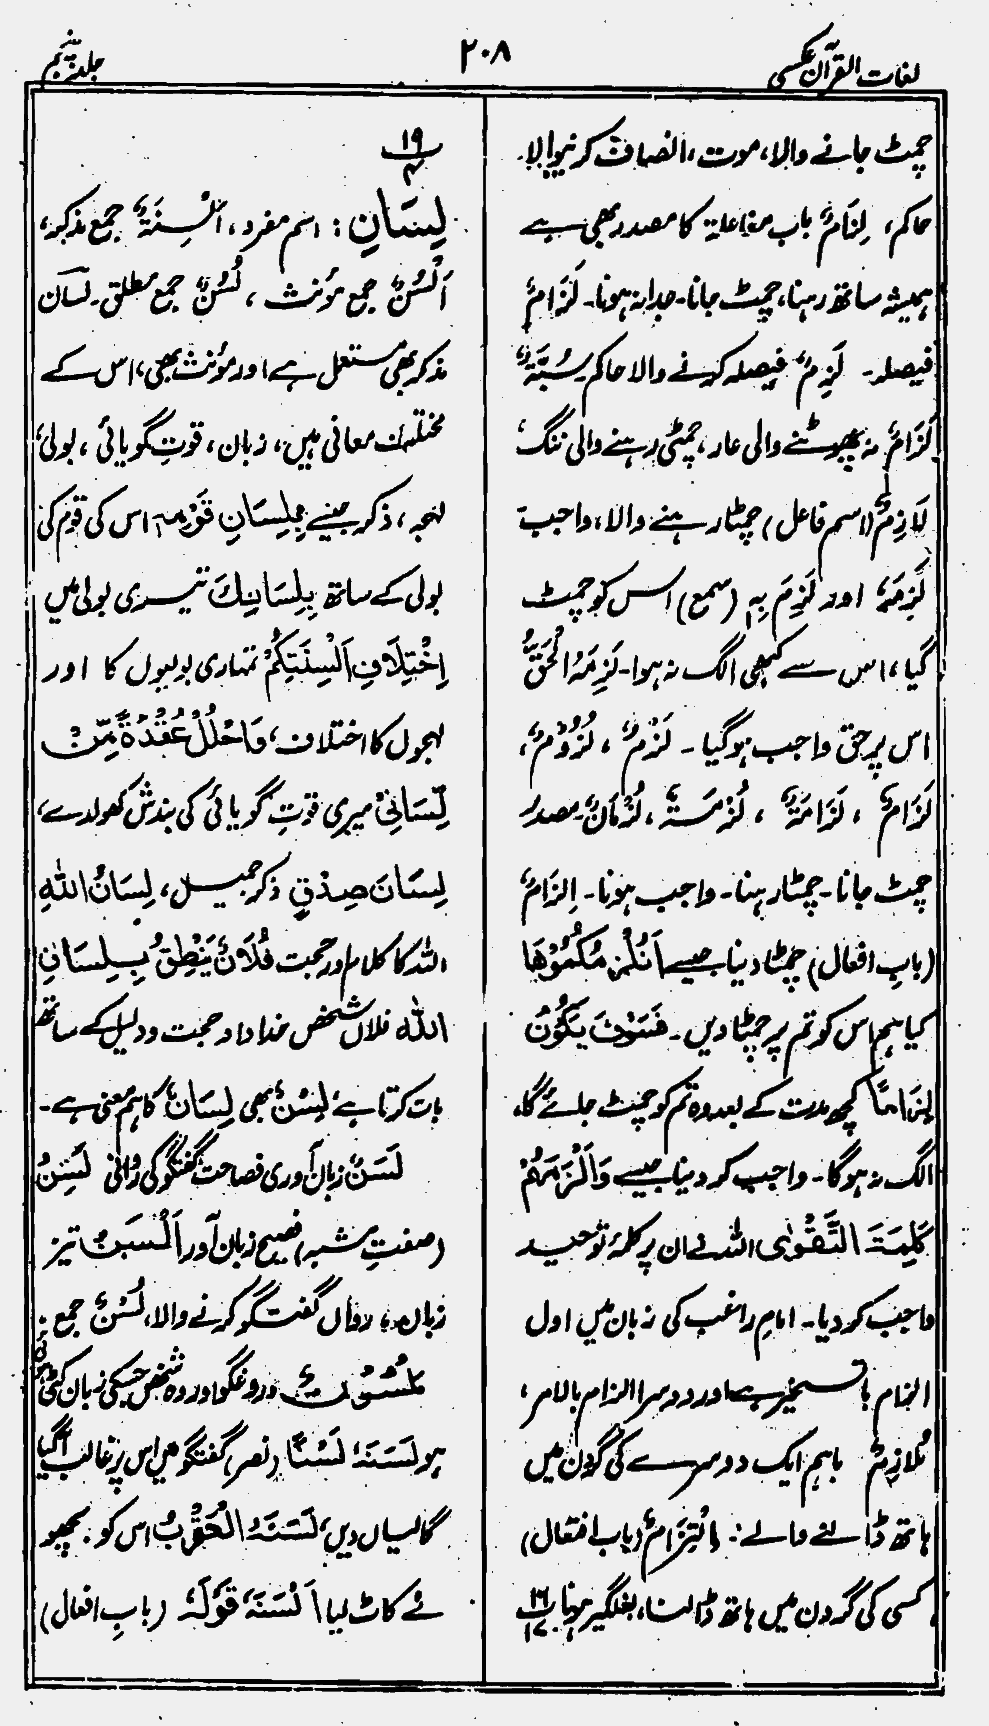 لغات القرآن عکسی
۲۰۸
جلد پنجم
چمٹ جانے والا، موت، انصاف کرنیوالا۔
حاکم، لِزَامٌ باب مفاعلۃ کا مصدر بھی ہے
ہمیشہ ساتھ رہنا، چمٹ جانا۔ جدا نہ ہونا۔ لَزَامٌ
فیصلہ۔ لَزِمٌ فیصلہ کرنے والا حاکم سُبَّۃٌ
لَزَامٌ نہ چھوٹنے والی عار، چمٹی رہنے والی ننگ
لَازِمٌ (اسم فاعل) چمٹا رہنے والا، واجب
لَزِمَہٗ اور لَزِمَ بِہٖ (سمع) اس کو چمٹ
گیا، اس سے کبھی الگ نہ ہوا۔ لَزِمَہُ الْحَقُّ
اس پر حق واجب ہوگیا۔ لَزْمٌ، لُزُوْمٌ،
لَزَامٌ، لَزَامَۃٌ، لُزْمَۃٌ، لُزْمَانٌ مصدر
چمٹ جانا۔ چمٹا رہنا۔ واجب ہونا۔ اِلزَامٌ
(بابِ افعال) چمٹا دینا جیسے اَنُلْزِمُکُمُوْھَا
کیا ہم اس کو تم پر چمٹا دیں۔ فَسَوْفَ یَکُوْنُ
لِزَامًا کچھ مدت کے بعد وہ تم کو چمٹ جائے گا،
الگ نہ ہوگا۔ واجب کر دینا جیسے وَاَلْزَمَھُمْ
کَلِمَۃَ التَّقْوٰی اللہ نے ان پر کلمۂ توحید
واجب کر دیا۔ امام راغب کی زبان میں اول
الزام بالتسخیر ہے اور دوسرا الزام بالامر،
مُلَازِمٌ باہم ایک دوسرے کی گردن میں
ہاتھ ڈالنے والے: اِلْتِزَامٌ (باب افتعال)
کسی کی گردن میں ہاتھ ڈالنا، بغلگیر ہونا پ ۱۶ ۱۷
۱۹
لِسَانٍ: اسم مفرد، اَلْسِنَۃٌ جمع مذکر،
اَلْسُنٌ جمع مؤنث، لُسُنٌ جمع مطلق۔ لسان
مذکر بھی مستعمل ہے اور مؤنث بھی، اس کے
مختلف معانی ہیں، زبان، قوتِ گویائی، بولی
لہجہ، ذکر جیسے بِلِسَانِ قَوْمِہٖ اس کی قوم کی
بولی کے ساتھ بِلِسَانِکَ تیری بولی میں
اِخْتِلَافِ اَلْسِنَتِکُمْ تمہاری بولیوں کا اور
لہجوں کا اختلاف، وَاحْلُلْ عُقْدَۃً مِّنْ
لِّسَانِیْ میری قوتِ گویائی کی بندش کھول دے،
لِسَانَ صِدْقٍ ذکر جمیل، لِسَانُ اللّٰہِ
اللہ کا کلام اور حجت فُلَانٌ یَنْطِقُ بِلِسَانِ
اللہ فلاں شخص خدا داد حجت و دلیل کے ساتھ
بات کرتا ہے لِسْنٌ بھی لِسَانٌ کا ہم معنی ہے۔
لَسَنٌ زبان آوری فصاحت گفتگو کی روانی لَسِنٌ
(صفتِ مشبہ) فصیح زبان آور اَلْسَنُ تیز
زبان، رواں گفتگو کرنے والا، لُسْنٌ جمع
مَلْسُوْنٌ دروغگو اور وہ شخص جسکی زبان کٹی ہوئی
ہو لَسَنَہٗ لَسْنًا (نصر) گفتگو میں اس پر غالب آگیا
گالیاں دیں، لَسَنَہُ الْعَقْرَبُ اس کو بچھو
نے کاٹ لیا اَلْسَنَہٗ قَوْلَہٗ (بابِ افعال)